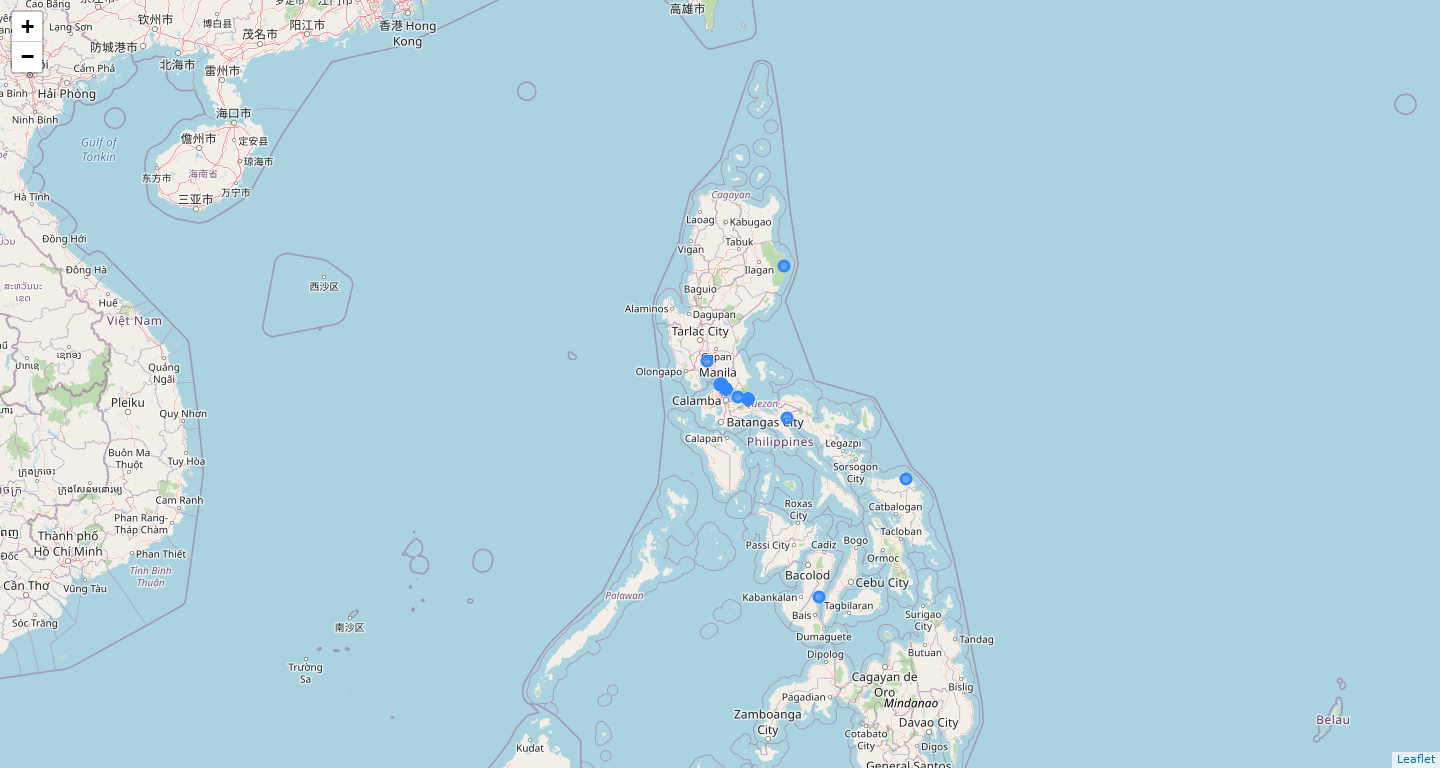 Cao Bằng
钦州市
博白县
阳江市
香港 Hong
Kong
高雄市
+
−
Lạng Sơn
茂名市
防城港市
北海市
雷州市
Cẩm Phả
Hải Phòng
Ninh Bình
海口市
Gulf of
Tonkin
儋州市
定安县
琼海市
东方市
海南省
万宁市
三亚市
Hà Tĩnh
Cagayan
Laoag
Kabugao
Đồng Hới
Vigan
Tabuk
Đông Hà
Ilagan
西沙区
Huế
Baguio
Alaminos
Dagupan
Việt Nam
Tarlac City
Quảng
Ngãi
Olongapo
Manila
Pleiku
Calamba
Quy Nhơn
Batangas City
Calapan
Philippines
Legazpi
Buôn Ma
Thuột
Tuy Hòa
Sorsogon
City
Cam Ranh
Roxas
City
Catbalogan
Phan Rang-
Tháp Chàm
Tacloban
Thành phố
Hồ Chí Minh
Passi City
Cadiz
Bogo
Phan Thiết
Ormoc
Tỉnh Bình
Thuận
Bacolod
Cebu City
Cần Thơ
Vũng Tàu
Palawan
Kabankalan
Tagbilaran
Sóc Trăng
南沙区
Bais
Surigao
City
Dumaguete
Tandag
Dipolog
Butuan
Trường
Sa
Cagayan de
Oro
Pagadian
Bislig
Mindanao
Zamboanga
City
Davao City
Belau
Cotabato
City
Digos
Kudat
General Santos
Leaflet